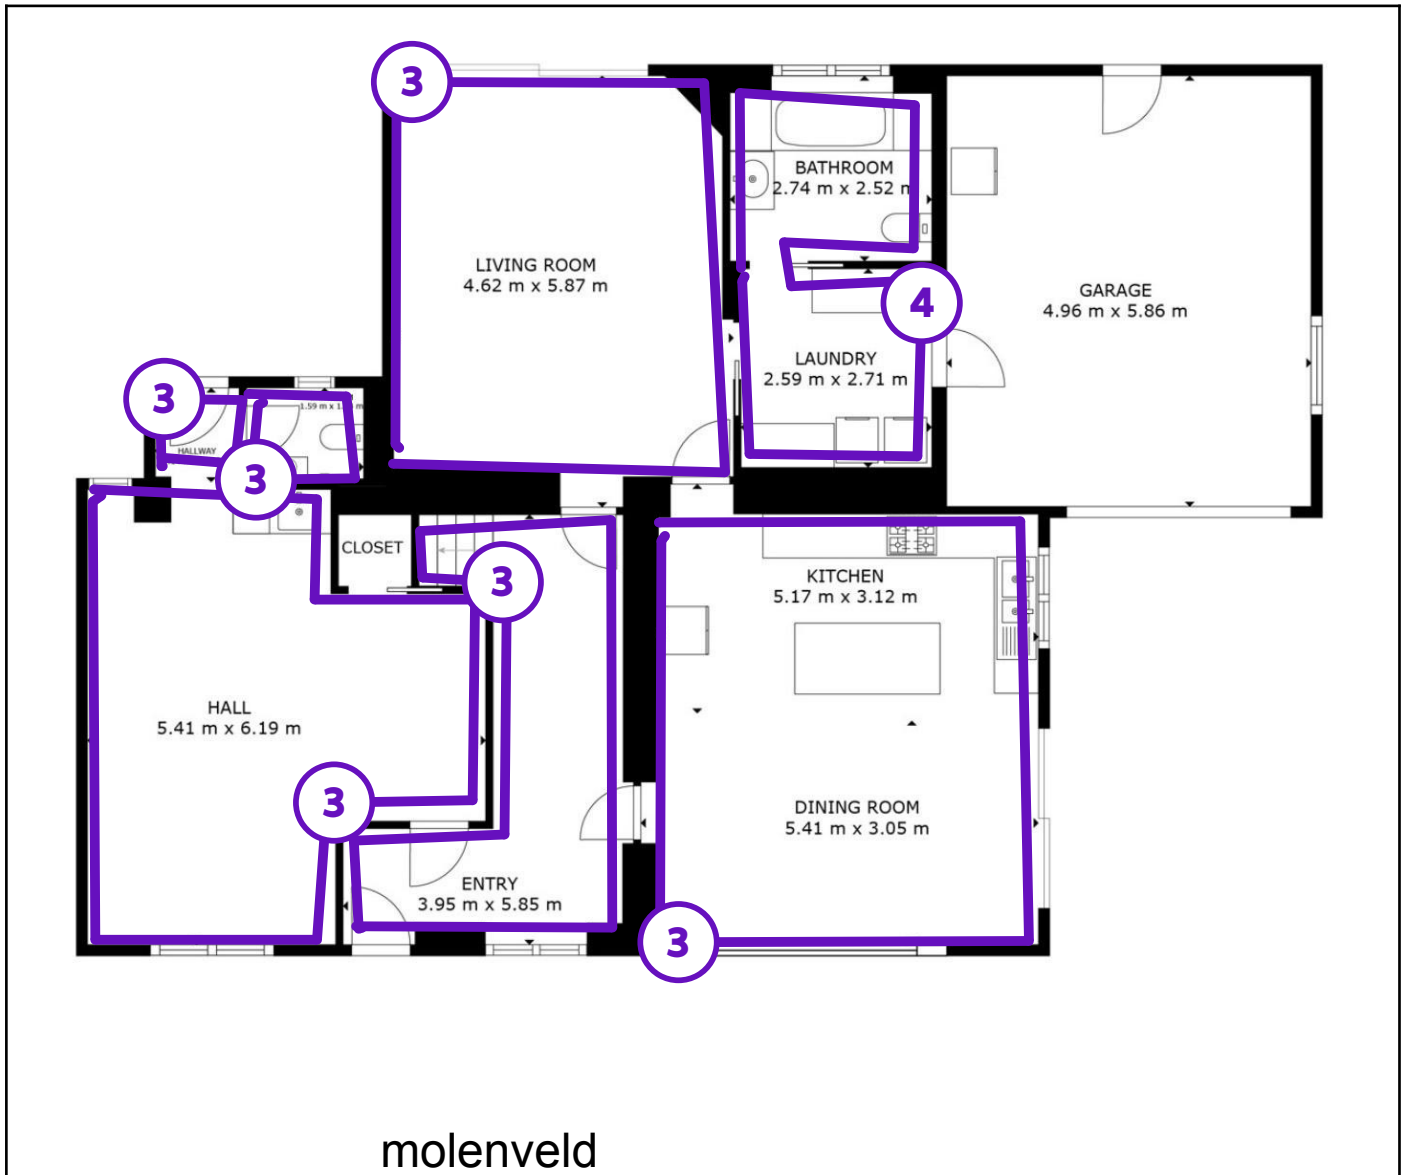 3
BATHROOM
2.74 m x 2.52 m
LIVING ROOM
4.62 m x 5.87 m
GARAGE
4.96 m x 5.86 m
4
LAUNDRY
2.59 m x 2.71 m
3
1.59 m x
HALLWAY
3
CLOSET
3
KITCHEN
5.17 m x 3.12 m
HALL
5.41 m x 6.19 m
3
DINING ROOM
5.41 m x 3.05 m
ENTRY
3.95 m x 5.85 m
3
molenveld